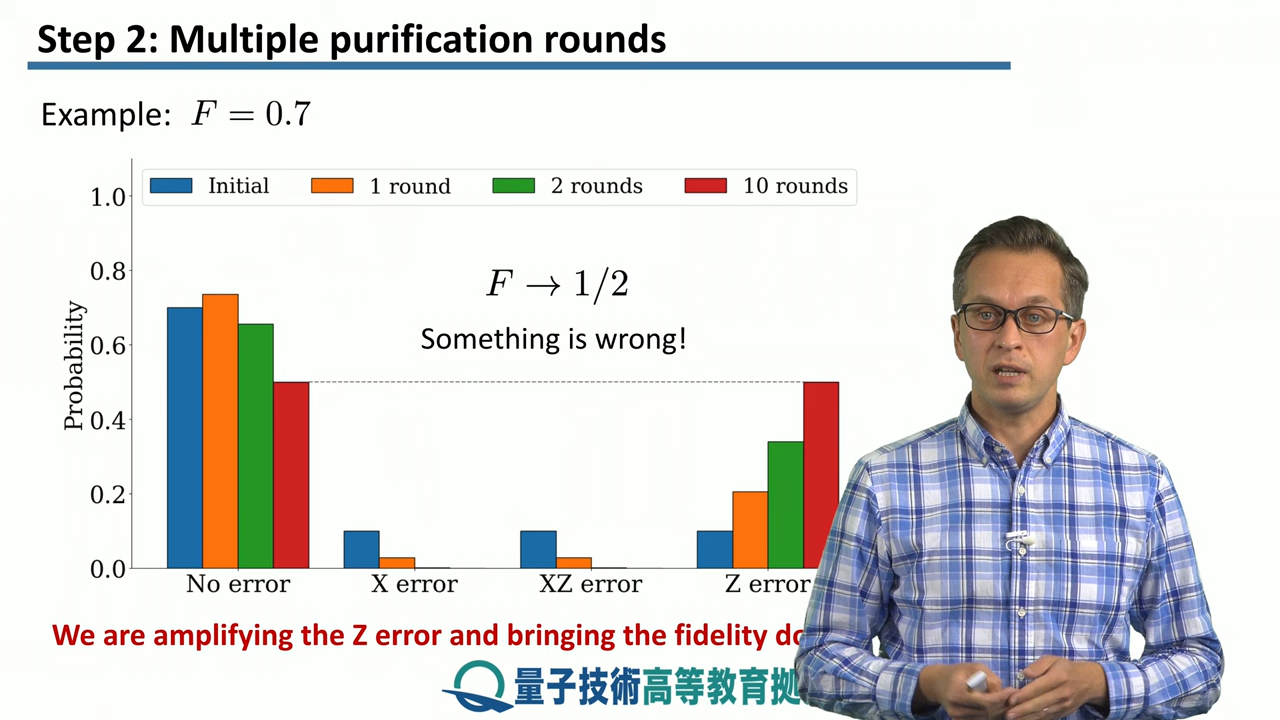 Step 2: Multiple purification rounds
Example: F = 0.7
Initial 1 round 2 rounds 10 rounds
1.0
0.8
0.6
0.4
0.2
0.0
Probability
F → 1/2
Something is wrong!
No error X error XZ error Z error
We are amplifying the Z error and bringing the fidelity
量子技術高等教育拠